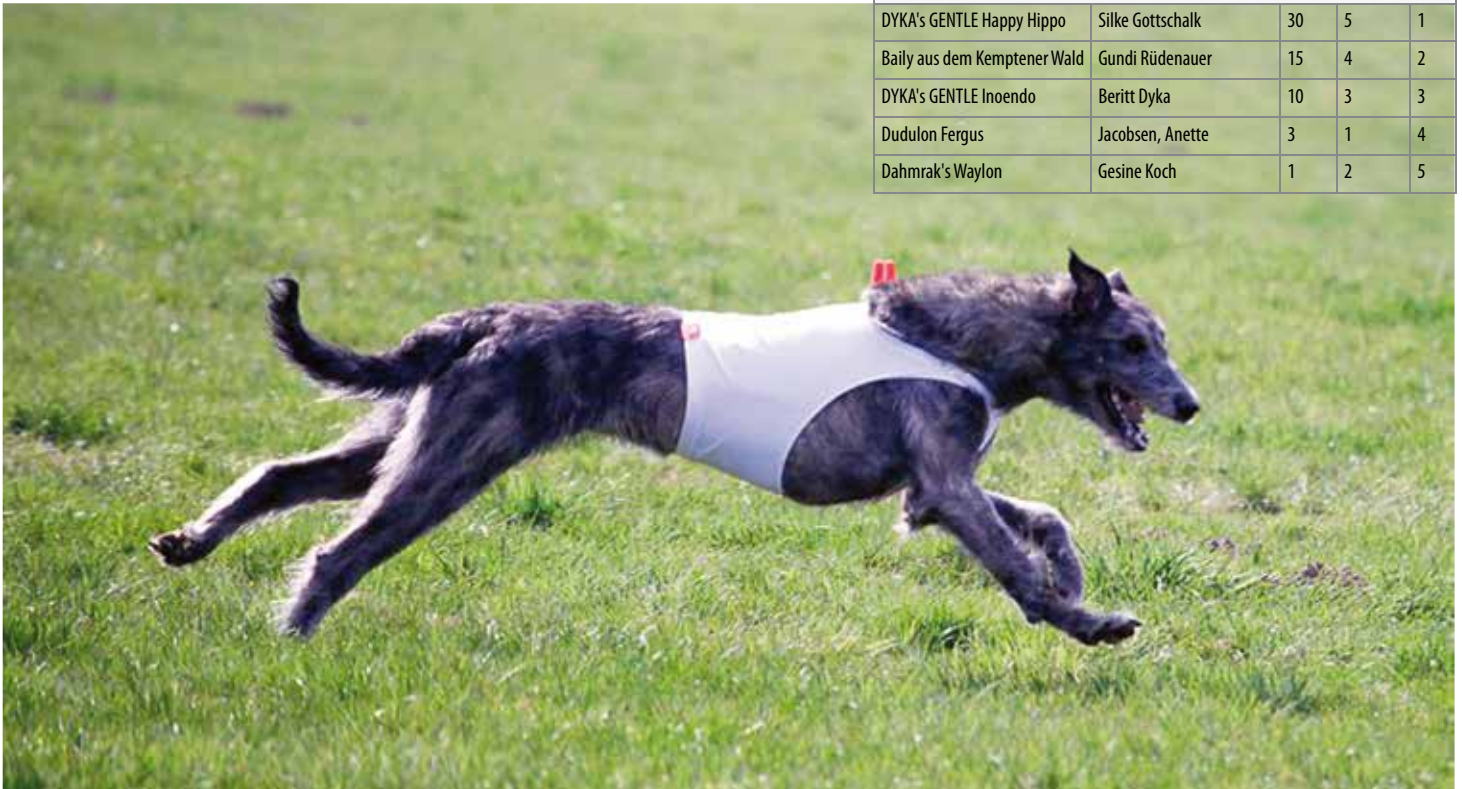 DYKA's GENTLE Happy Hippo Silke Gottschalk 30 5 1
Baily aus dem Kemptener Wald Gundi Rüdenauer 15 4 2
DYKA's GENTLE Inoendo Beritt Dyka 10 3 3
Dudulon Fergus Jacobsen, Anette 3 1 4
Dahmrak's Waylon Gesine Koch 1 2 5